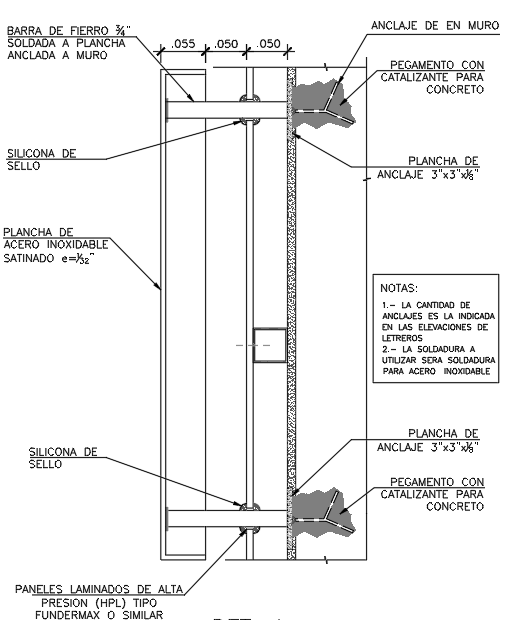 BARRA DE FIERRO ¾"
SOLDADA A PLANCHA
ANCLADA A MURO
.055
.050
.050
ANCLAJE DE EN MURO
PEGAMENTO CON
CATALIZANTE PARA
CONCRETO
SILICONA DE
SELLO
PLANCHA DE
ANCLAJE 3"x3"x⅛"
PLANCHA DE
ACERO INOXIDABLE
SATINADO e=1/32"
NOTAS:
1.- LA CANTIDAD DE
ANCLAJES ES LA INDICADA
EN LAS ELEVACIONES DE
LETREROS
2.- LA SOLDADURA A
UTILIZAR SERA SOLDADURA
PARA ACERO INOXIDABLE
SILICONA DE
SELLO
PLANCHA DE
ANCLAJE 3"x3"x⅛"
PEGAMENTO CON
CATALIZANTE PARA
CONCRETO
PANELES LAMINADOS DE ALTA
PRESION (HPL) TIPO
FUNDERMAX O SIMILAR